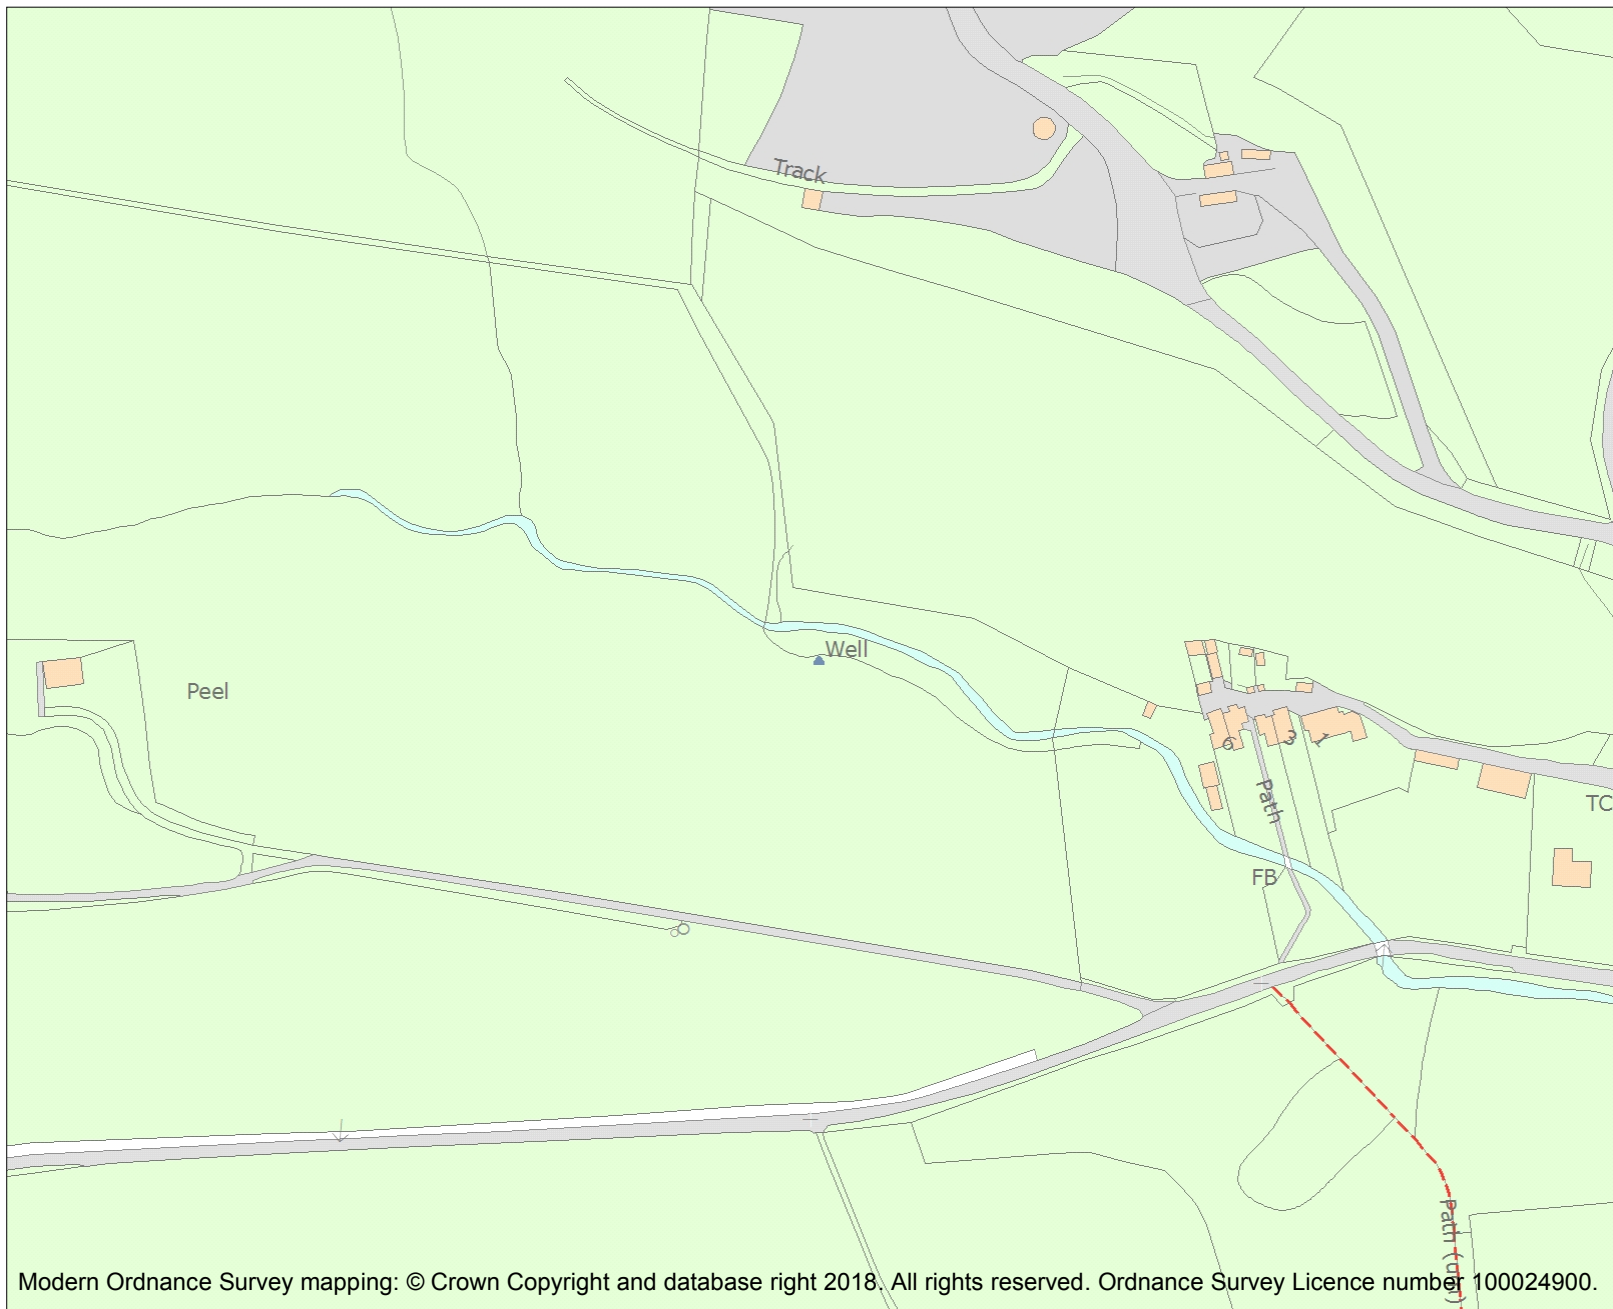 Track
Well
Peel
6
3
1
Path
TC
FB
Path (um)
Modern Ordnance Survey mapping: © Crown Copyright and database right 2018. All rights reserved. Ordnance Survey Licence number 100024900.